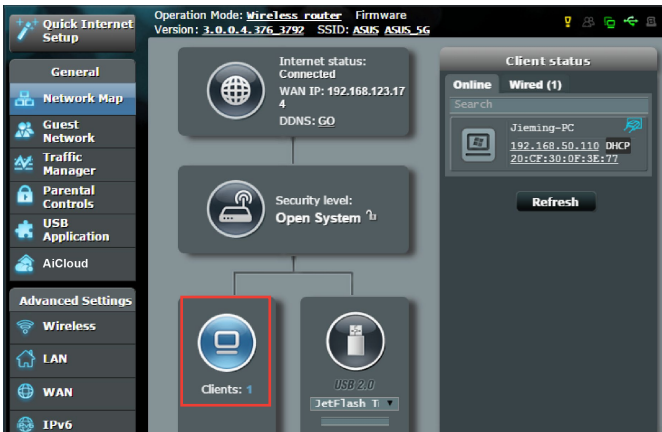 Quick Internet
Setup
Operation Mode: Wireless router Firmware
Version: 3.0.0.4.376_3792 SSID: ASUS ASUS_5G
General
Network Map
Guest
Network
Traffic
Manager
Parental
Controls
USB
Application
AiCloud
Advanced Settings
Wireless
LAN
WAN
IPv6
Internet status:
Connected
WAN IP: 192.168.123.17
4
DDNS: GO
Security level:
Open System
Clients: 1
USB 2.0
JetFlash T
Client status
Online Wired (1)
Search
Jieming-PC
192.168.50.110 DHCP
20:CF:30:0F:3E:77
Refresh